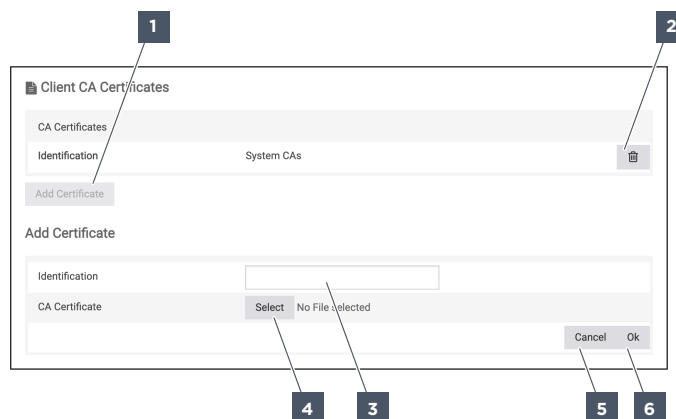 1
2
Client CA Certificates
CA Certificates
Identification System CAs
Add Certificate
Add Certificate
Identification
CA Certificate Select No File selected
Cancel Ok
4 3 5 6